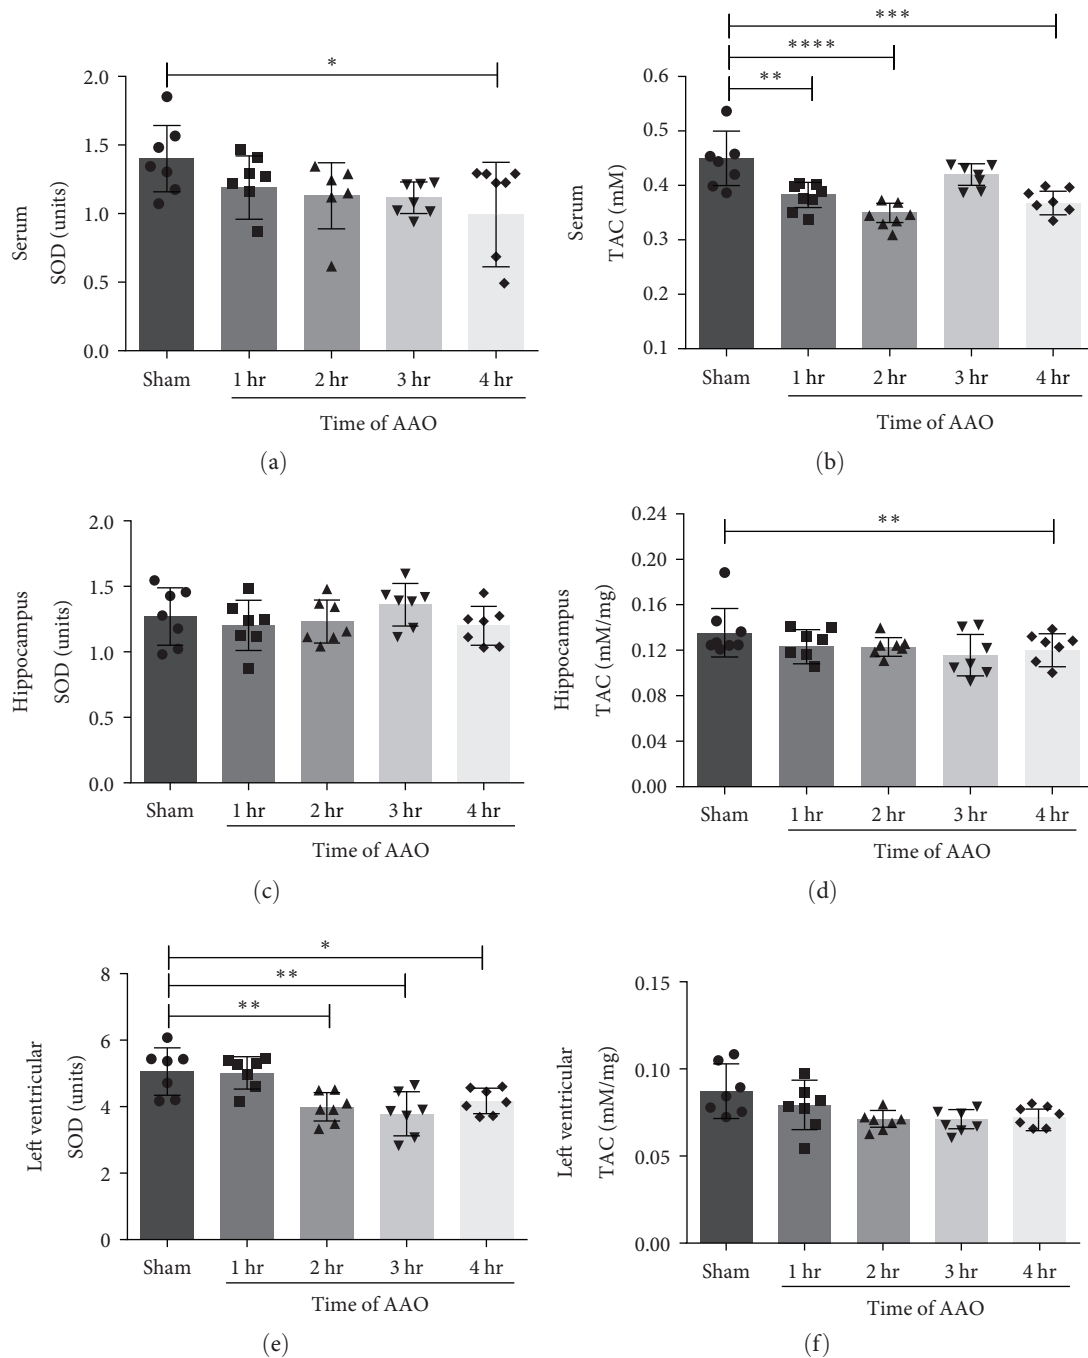 *
2.0
1.5
1.0
0.5
0.0
Serum
SOD (units)
Sham
1 hr
2 hr
3 hr
4 hr
Time of AAO
(a)
***
****
**
0.6
0.5
0.4
0.3
0.2
0.1
Serum
TAC (mM)
Sham
1 hr
2 hr
3 hr
4 hr
Time of AAO
(b)
2.0
1.5
1.0
0.5
0.0
Hippocampus
SOD (units)
Sham
1 hr
2 hr
3 hr
4 hr
Time of AAO
(c)
**
0.24
0.20
0.16
0.12
0.08
0.04
0.00
Hippocampus
TAC (mM/mg)
Sham
1 hr
2 hr
3 hr
4 hr
Time of AAO
(d)
*
**
**
8
6
4
2
0
Left ventricular
SOD (units)
Sham
1 hr
2 hr
3 hr
4 hr
Time of AAO
(e)
0.15
0.10
0.05
0.00
Left ventricular
TAC (mM/mg)
Sham
1 hr
2 hr
3 hr
4 hr
Time of AAO
(f)